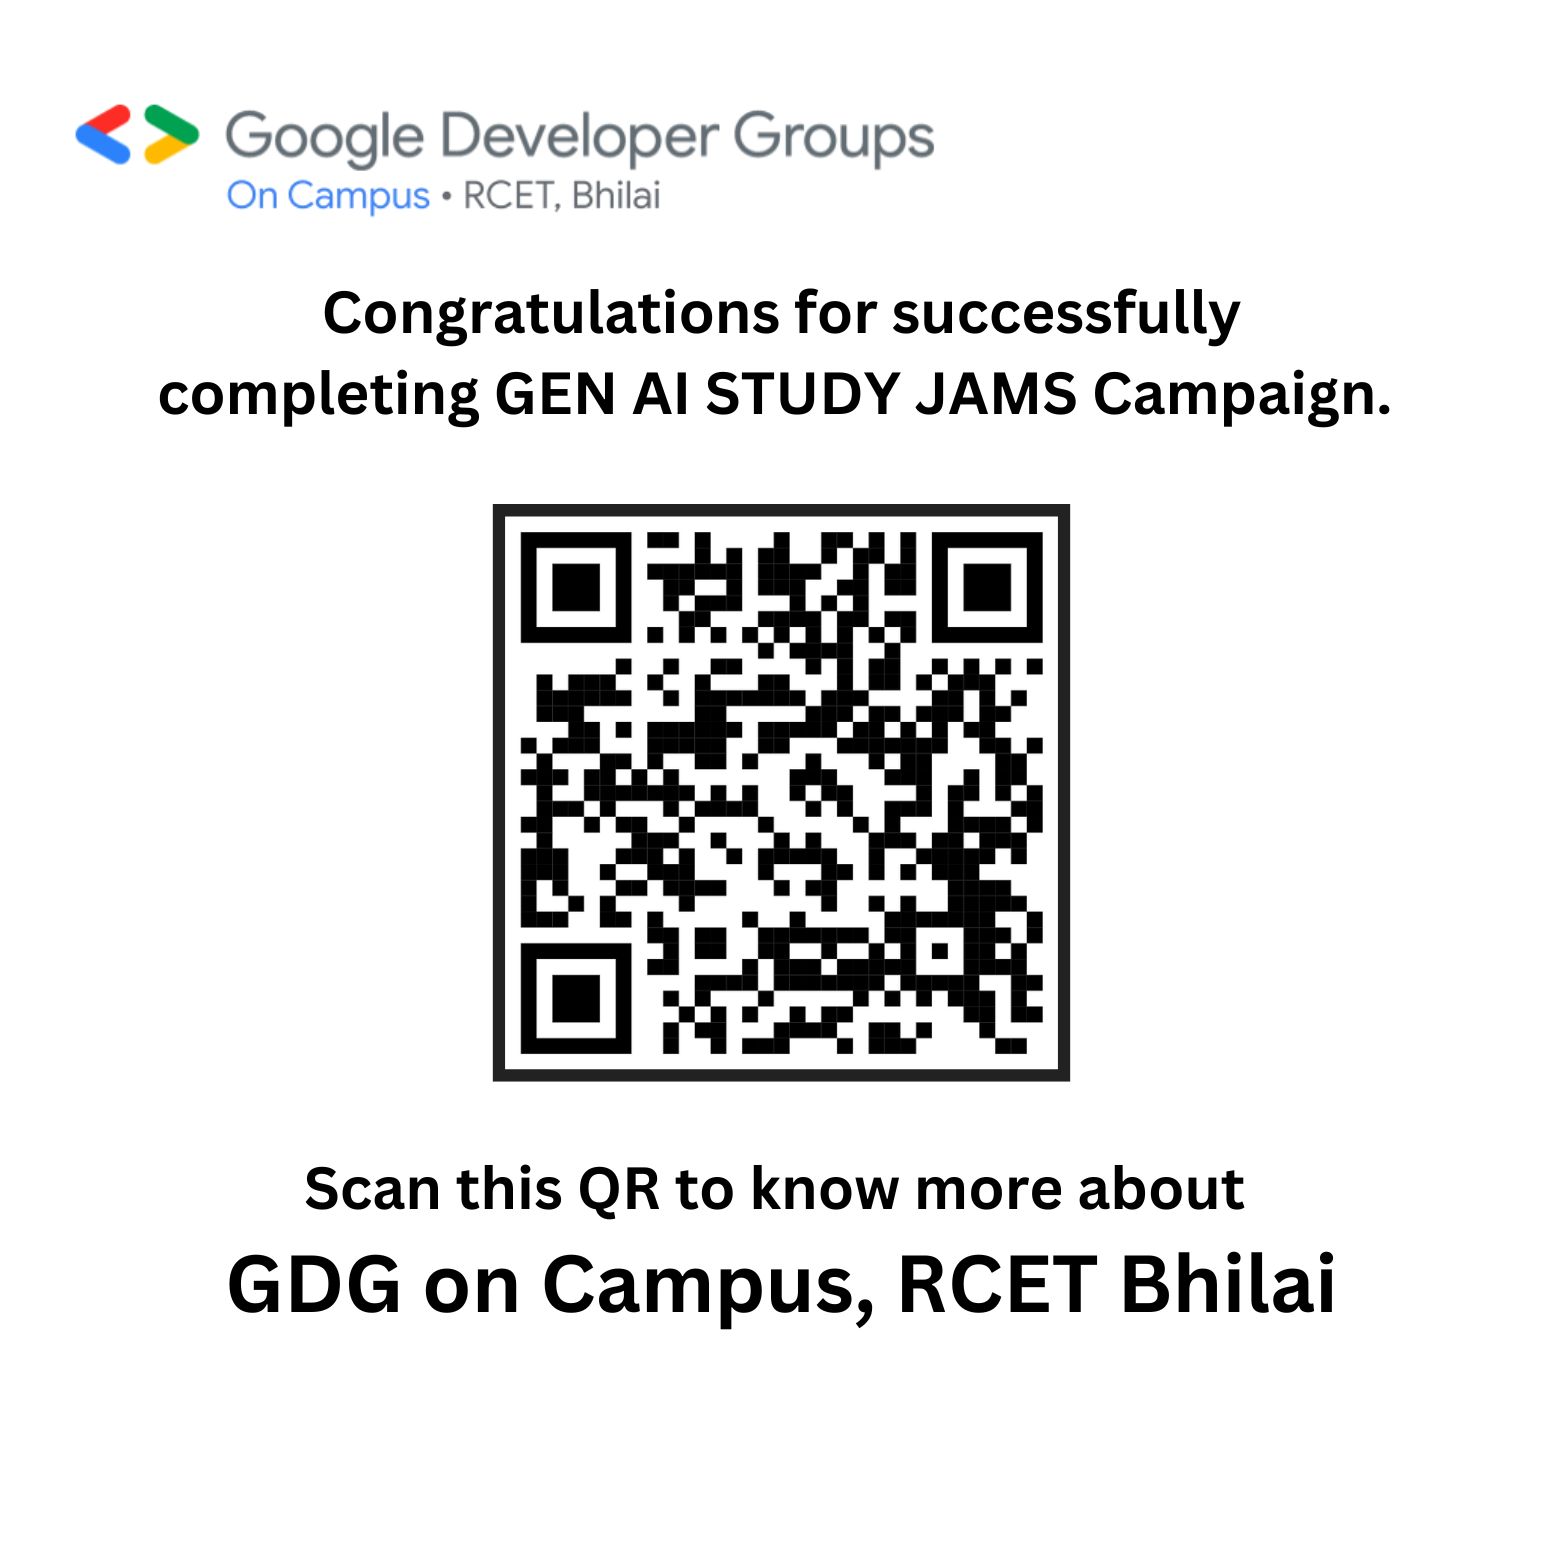 Google Developer Groups
On Campus • RCET, Bhilai
Congratulations for successfully
completing GEN AI STUDY JAMS Campaign.
Scan this QR to know more about
GDG on Campus, RCET Bhilai